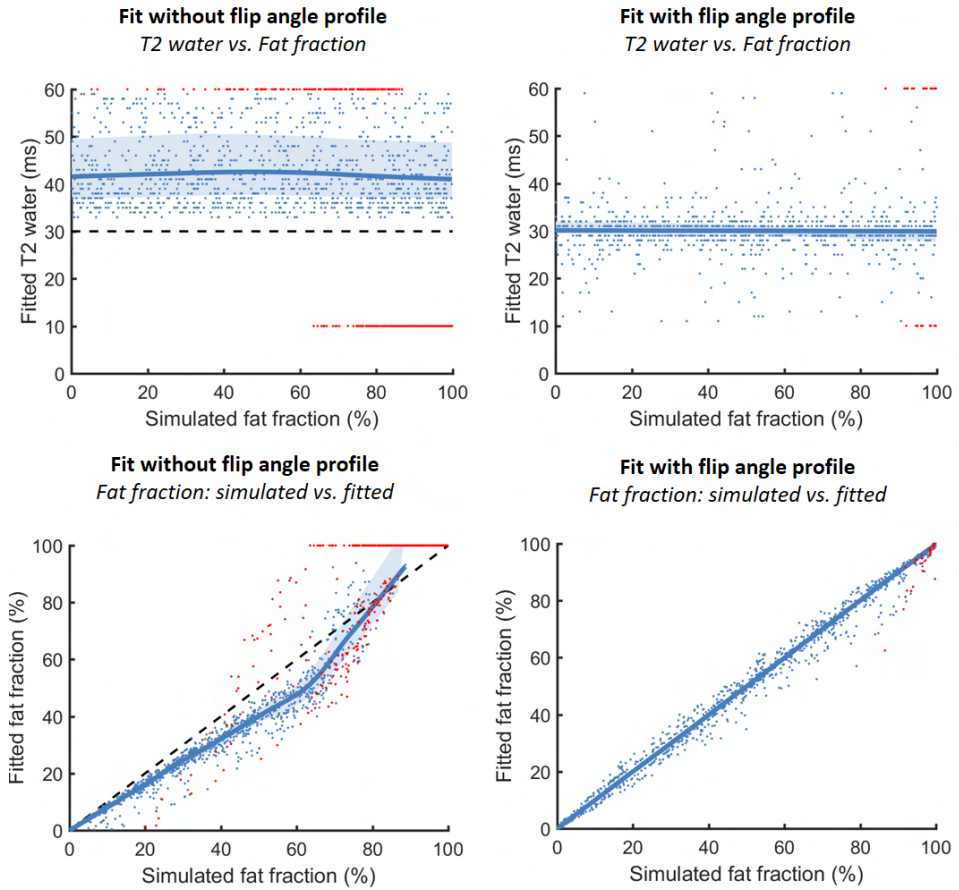 Fit without flip angle profile
T2 water vs. Fat fraction
60
50
40
30
20
10
0
0 20 40 60 80 100
Fitted T2 water (ms)
Simulated fat fraction (%)
Fit with flip angle profile
T2 water vs. Fat fraction
60
50
40
30
20
10
0
0 20 40 60 80 100
Fitted T2 water (ms)
Simulated fat fraction (%)
Fit without flip angle profile
Fat fraction: simulated vs. fitted
100
80
60
40
20
0
0 20 40 60 80 100
Fitted fat fraction (%)
Simulated fat fraction (%)
Fit with flip angle profile
Fat fraction: simulated vs. fitted
100
80
60
40
20
0
0 20 40 60 80 100
Fitted fat fraction (%)
Simulated fat fraction (%)